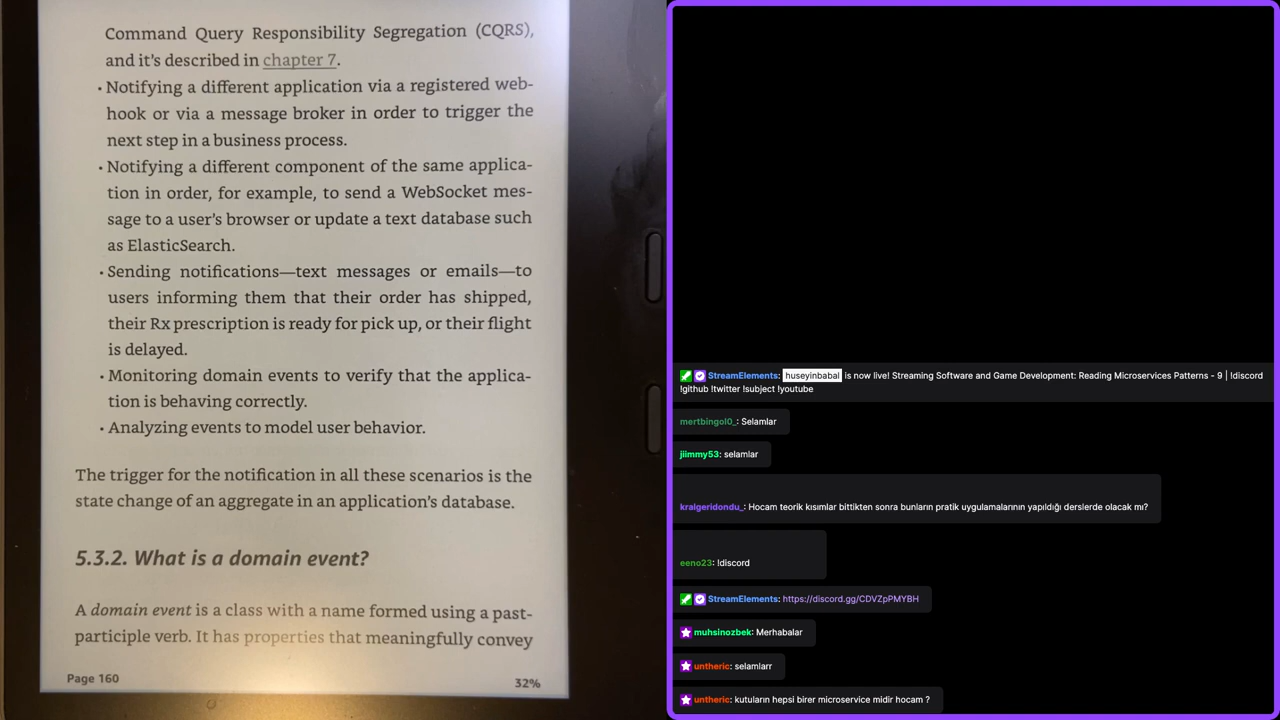 Command Query Responsibility Segregation (CQRS),
and it's described in chapter 7.
• Notifying a different application via a registered web-
hook or via a message broker in order to trigger the
next step in a business process.
• Notifying a different component of the same applica-
tion in order, for example, to send a WebSocket mes-
sage to a user's browser or update a text database such
as ElasticSearch.
• Sending notifications—text messages or emails—to
users informing them that their order has shipped,
their Rx prescription is ready for pick up, or their flight
is delayed.
• Monitoring domain events to verify that the applica-
tion is behaving correctly.
• Analyzing events to model user behavior.
The trigger for the notification in all these scenarios is the
state change of an aggregate in an application's database.
5.3.2. What is a domain event?
A domain event is a class with a name formed using a past-
participle verb. It has properties that meaningfully convey
Page 160
32%
StreamElements: huseyinbabal is now live! Streaming Software and Game Development: Reading Microservices Patterns - 9 | !discord
!github !twitter !subject !youtube
mertbingol0_: Selamlar
jiimmy53: selamlar
kralgeridondu_: Hocam teorik kısımlar bittikten sonra bunların pratik uygulamalarının yapıldığı derslerde olacak mı?
eeno23: !discord
StreamElements: https://discord.gg/CDVZpPMYBH
muhsinozbek: Merhabalar
untheric: selamlarr
untheric: kutuların hepsi birer microservice midir hocam ?